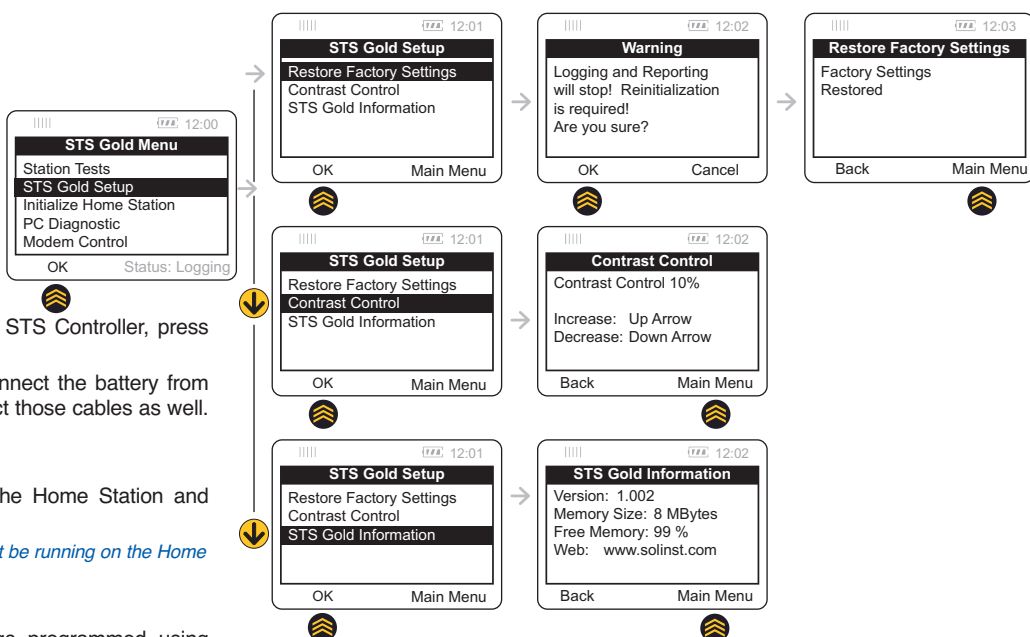 12:00
STS Gold Menu
Station Tests
STS Gold Setup
Initialize Home Station
PC Diagnostic
Modem Control
OK Status: Logging
STS Controller, press
nnect the battery from
ct those cables as well.
he Home Station and
t be running on the Home
s programmed using
12:01
STS Gold Setup
Restore Factory Settings
Contrast Control
STS Gold Information
OK Main Menu
12:02
Warning
Logging and Reporting
will stop! Reinitialization
is required!
Are you sure?
OK Cancel
12:03
Restore Factory Settings
Factory Settings
Restored
Back Main Menu
12:01
STS Gold Setup
Restore Factory Settings
Contrast Control
STS Gold Information
OK Main Menu
12:02
Contrast Control
Contrast Control 10%
Increase: Up Arrow
Decrease: Down Arrow
Back Main Menu
12:01
STS Gold Setup
Restore Factory Settings
Contrast Control
STS Gold Information
OK Main Menu
12:02
STS Gold Information
Version: 1.002
Memory Size: 8 MBytes
Free Memory: 99 %
Web: www.solinst.com
Back Main Menu